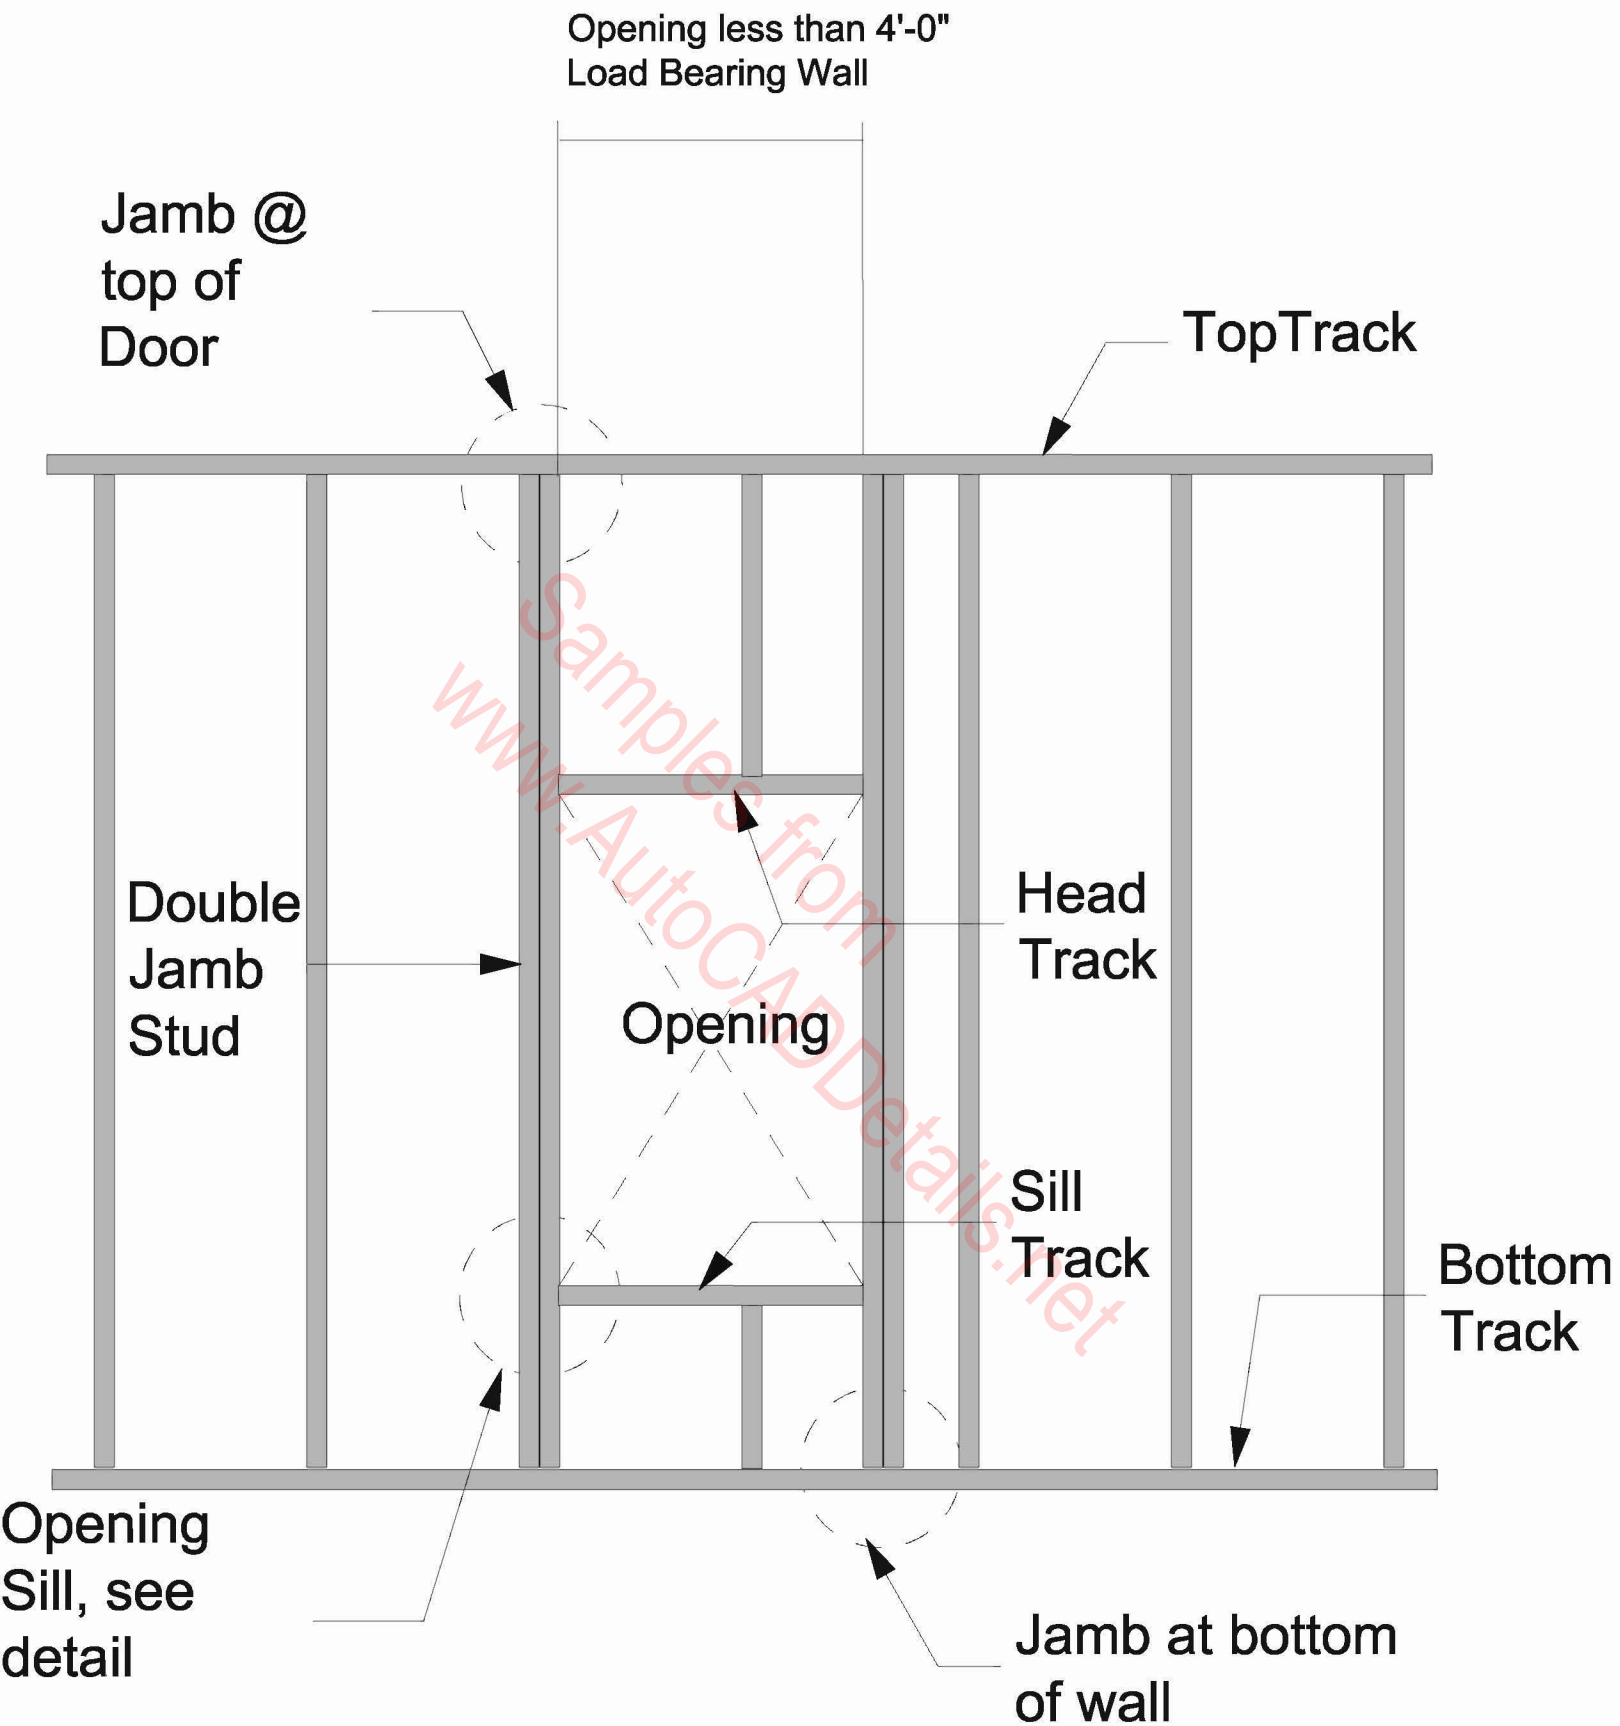 Opening less than 4'-0"
Load Bearing Wall
Jamb @
top of
Door
TopTrack
Double
Jamb
Stud
Head
Track
Opening
Sill
Track
Bottom
Track
Opening
Sill, see
detail
Jamb at bottom
of wall
Samples from
www.AutoCADDetails.net